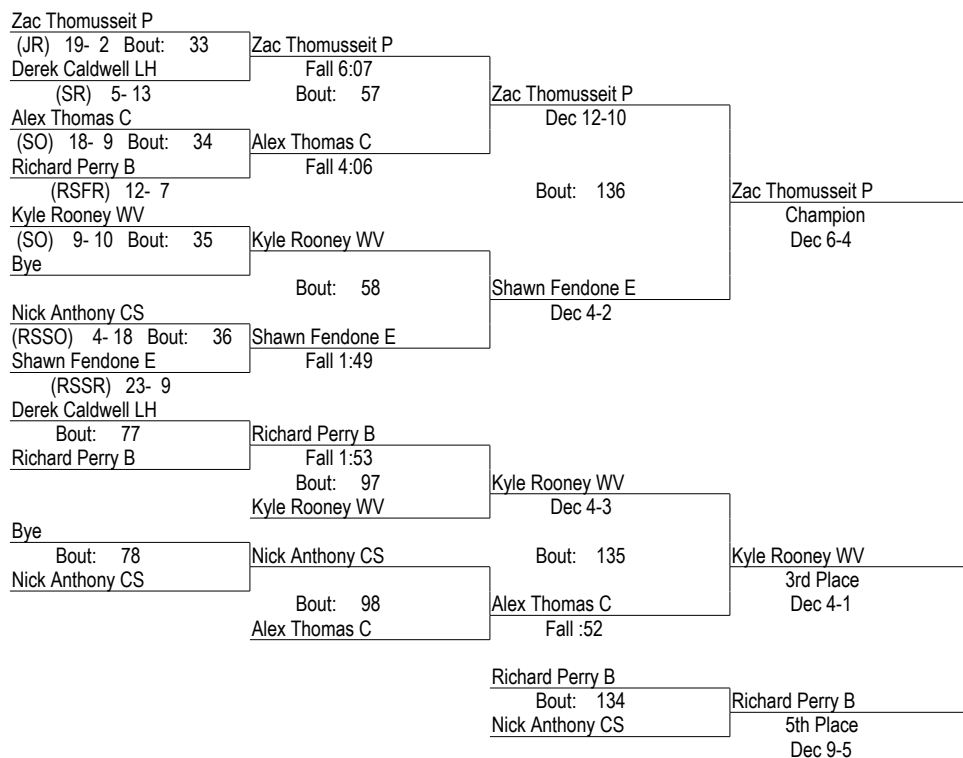 Zac Thomusseit P
(JR) 19- 2 Bout: 33
Zac Thomusseit P
Derek Caldwell LH
Fall 6:07
(SR) 5- 13
Bout: 57
Zac Thomusseit P
Alex Thomas C
Dec 12-10
(SO) 18- 9 Bout: 34
Alex Thomas C
Richard Perry B
Fall 4:06
(RSFR) 12- 7
Bout: 136
Zac Thomusseit P
Kyle Rooney WV
Champion
(SO) 9- 10 Bout: 35
Kyle Rooney WV
Dec 6-4
Bye
Bout: 58
Shawn Fendone E
Nick Anthony CS
Dec 4-2
(RSSO) 4- 18 Bout: 36
Shawn Fendone E
Shawn Fendone E
Fall 1:49
(RSSR) 23- 9
Derek Caldwell LH
Bout: 77
Richard Perry B
Richard Perry B
Fall 1:53
Bout: 97
Kyle Rooney WV
Kyle Rooney WV
Dec 4-3
Bye
Bout: 78
Nick Anthony CS
Bout: 135
Kyle Rooney WV
Nick Anthony CS
3rd Place
Bout: 98
Alex Thomas C
Dec 4-1
Alex Thomas C
Fall :52
Richard Perry B
Bout: 134
Richard Perry B
Nick Anthony CS
5th Place
Dec 9-5